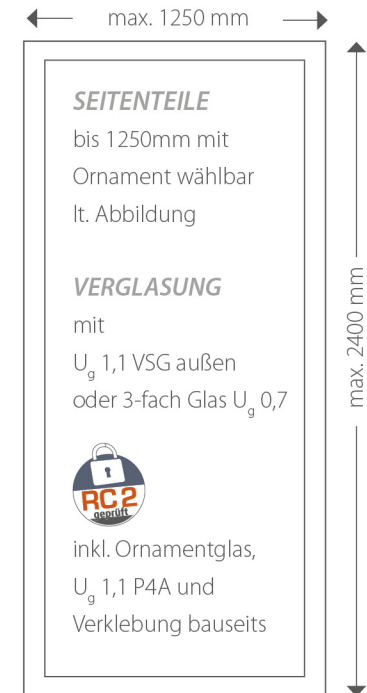 max. 1250 mm
SEITENTEILE
bis 1250mm mit
Ornament wählbar
lt. Abbildung
VERGLASUNG
mit
Ug 1,1 VSG außen
oder 3-fach Glas Ug 0,7
RC2
geprüft
inkl. Ornamentglas,
Ug 1,1 P4A und
Verklebung bauseits
max. 2400 mm